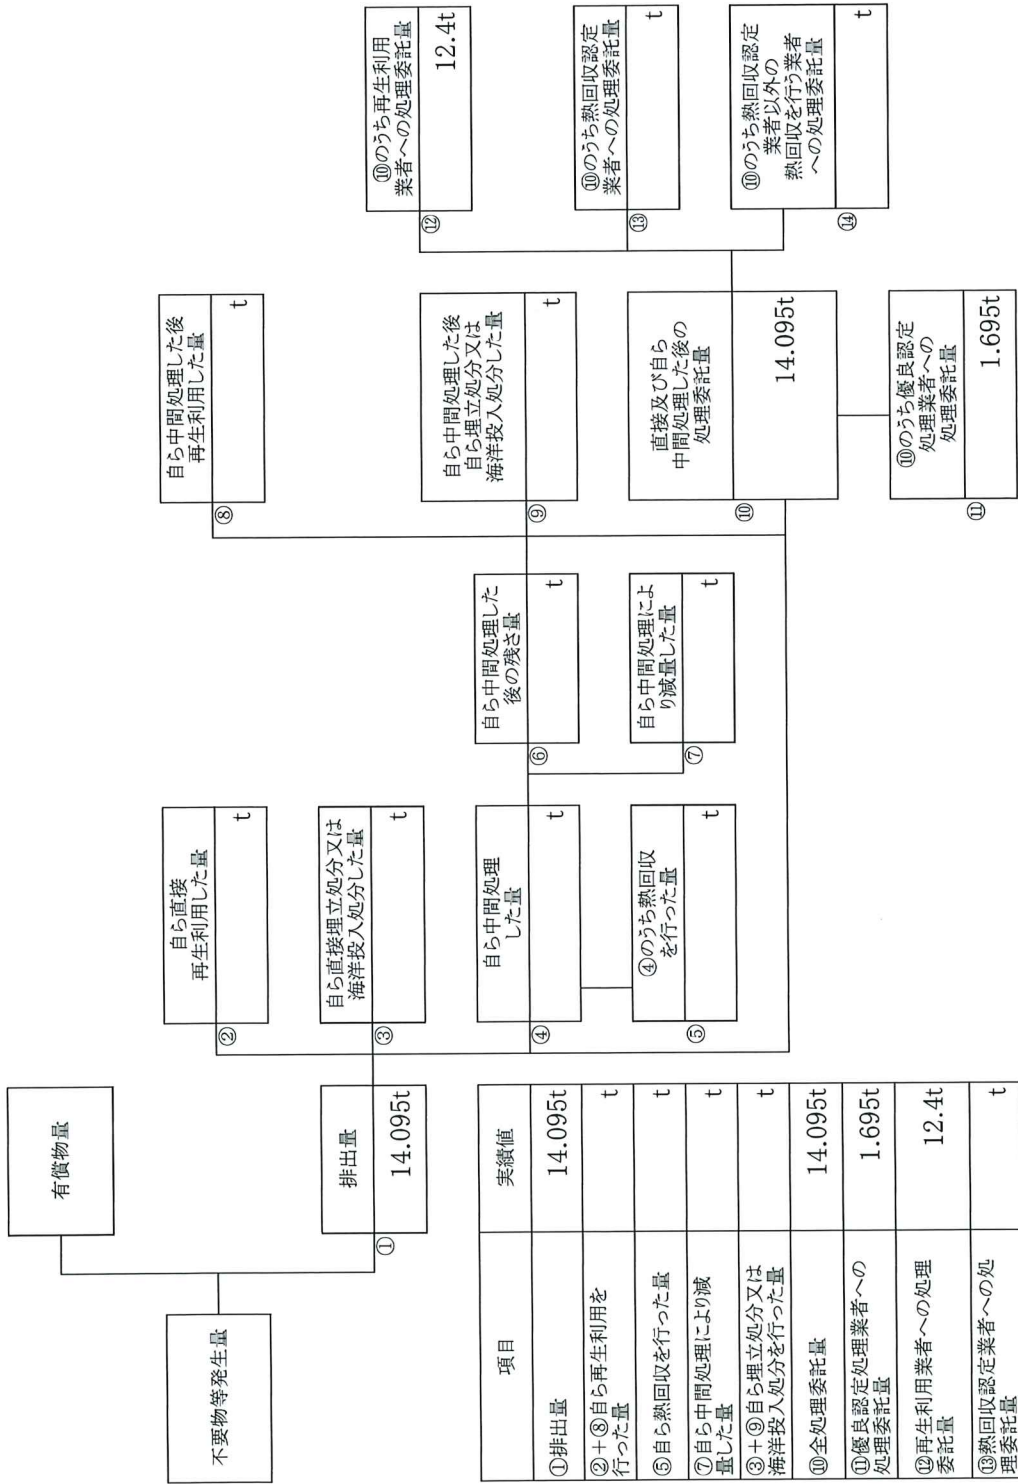 有償物量
不要物等発生量
排出量
①
14.095t
自ら直接
再生利用した量
②
t
自ら直接埋立処分又は
海洋投入処分した量
③
t
自ら中間処理
した量
④
t
④のうち熱回収
を行った量
⑤
t
自ら中間処理した
後の残さ量
⑥
t
自ら中間処理によ
り減量した量
⑦
t
自ら中間処理した後
再生利用した量
⑧
t
自ら中間処理した後
自ら埋立処分又は
海洋投入処分した量
⑨
t
直接及び自ら
中間処理した後の
処理委託量
⑩
14.095t
⑩のうち優良認定
処理業者への
処理委託量
⑪
1.695t
⑩のうち再生利用
業者への処理委託量
⑫
12.4t
⑩のうち熱回収認定
業者への処理委託量
⑬
t
⑩のうち熱回収認定
業者以外の
熱回収を行う業者
への処理委託量
⑭
t
項目 実績値
①排出量 14.095t
②+⑧自ら再生利用を
行った量 t
⑤自ら熱回収を行った量 t
⑦自ら中間処理により減
量した量 t
③+⑨自ら埋立処分又は
海洋投入処分を行った量 t
⑩全処理委託量 14.095t
⑪優良認定処理業者への
処理委託量 1.695t
⑫再生利用業者への処理
委託量 12.4t
⑬熱回収認定業者への処
理委託量 t